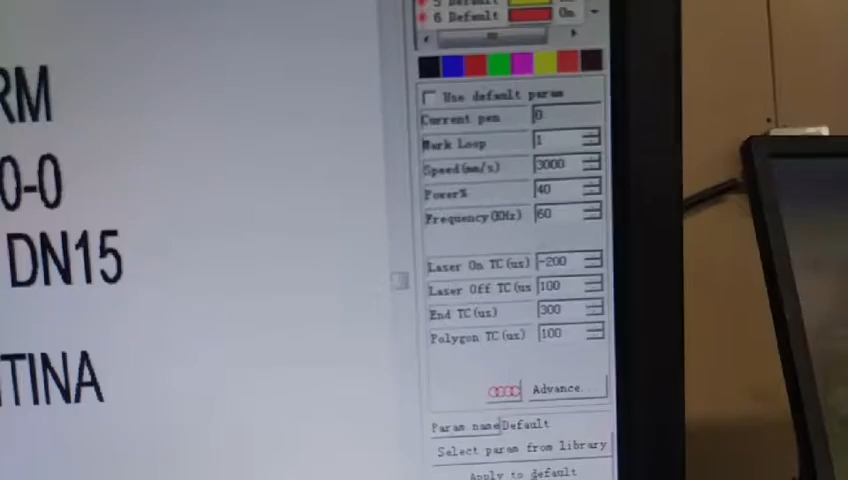 5 Default
6 Default On
RM
0-0
DN15
TINA
Use default param
Current pen 0
Mark Loop 1
Speed(mm/s) 3000
Power% 40
Frequency(KHz) 60
Laser On TC(us) -200
Laser Off TC(us 100
End TC(us) 300
Polygon TC(us) 100
Advance...
Param name Default
Select param from library
Apply to default